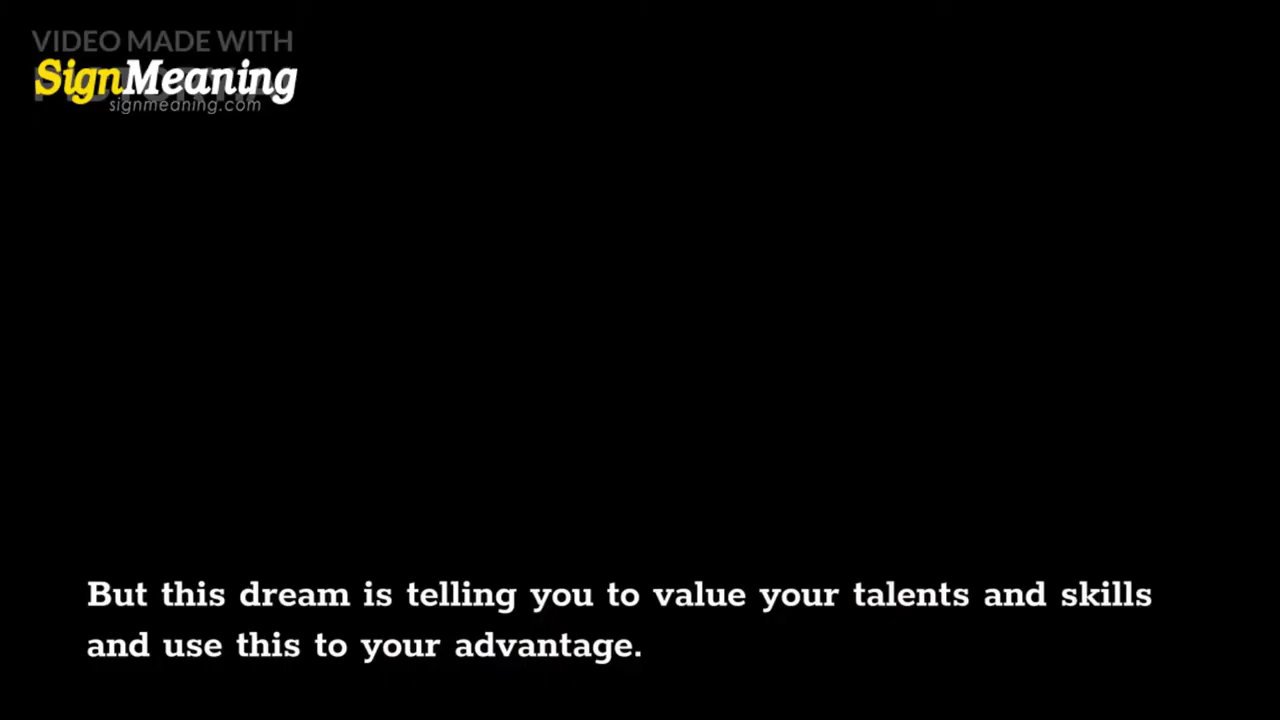 VIDEO MADE WITH
SignMeaning
signmeaning.com
But this dream is telling you to value your talents and skills
and use this to your advantage.